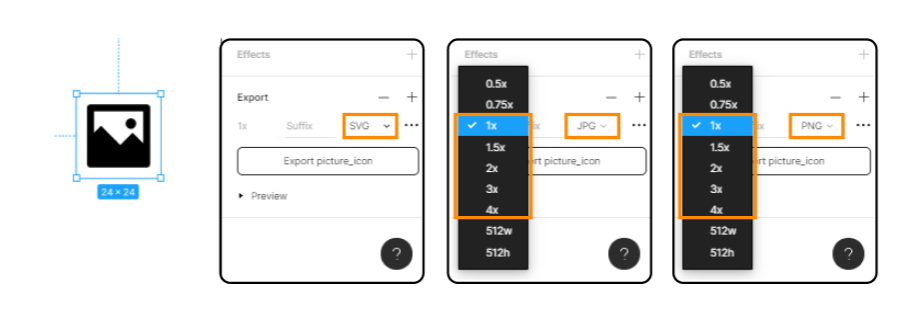 24 × 24
Effects
Export
1x Suffix SVG
Export picture_icon
Preview
?
Effects
0.5x
0.75x
1x
JPG
1.5x
2x
3x
4x
512w
512h
rt picture_icon
?
Effects
0.5x
0.75x
1x
PNG
1.5x
2x
3x
4x
512w
512h
rt picture_icon
?